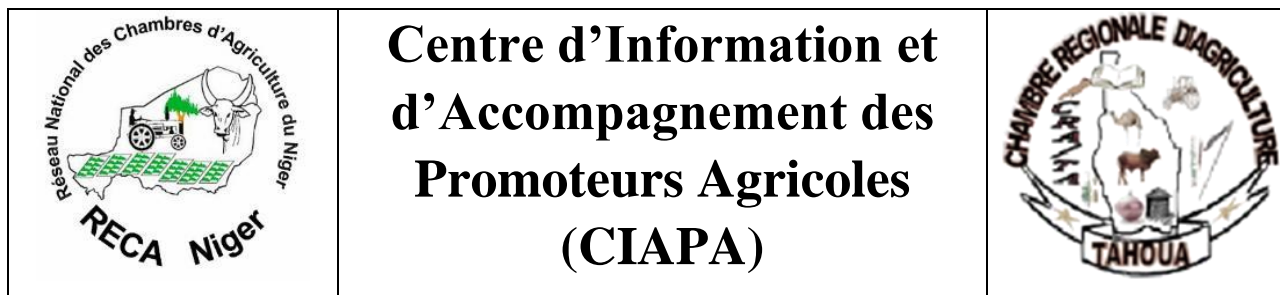 Réseau National des Chambres d'Agriculture du Niger
RECA Niger
Centre d’Information et
d’Accompagnement des
Promoteurs Agricoles
(CIAPA)
CHAMBRE REGIONALE D'AGRICULTURE
TAHOUA